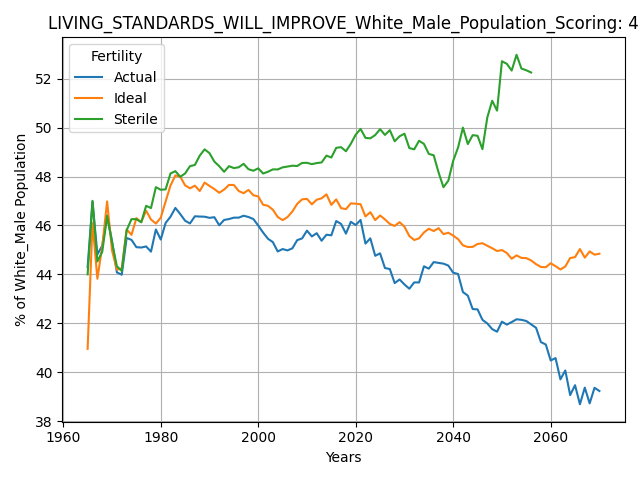 LIVING_STANDARDS_WILL_IMPROVE_White_Male_Population_Scoring: 4
Fertility
Actual
Ideal
Sterile
52
50
48
46
44
42
40
38
% of White_Male Population
1960
1980
2000
2020
2040
2060
Years